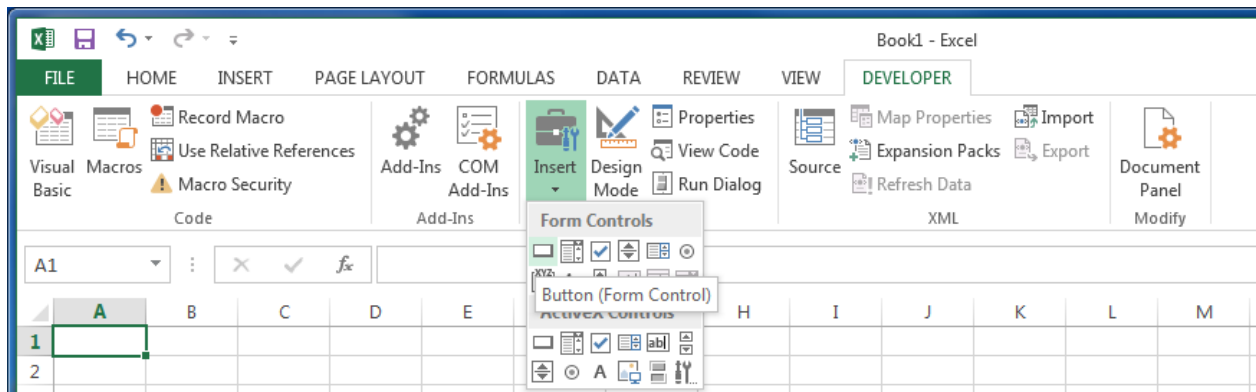 Book1 - Excel
FILE HOME INSERT PAGE LAYOUT FORMULAS DATA REVIEW VIEW DEVELOPER
Visual Basic
Macros
Record Macro
Use Relative References
Macro Security
Code
Add-Ins
COM Add-Ins
Add-Ins
Insert
Design Mode
Properties
View Code
Run Dialog
Source
Map Properties
Expansion Packs
Refresh Data
Import
Export
XML
Document Panel
Modify
Form Controls
A1
fx
Button (Form Control)
ActiveX Controls
A B C D E H I J K L M
1
2
ab
A